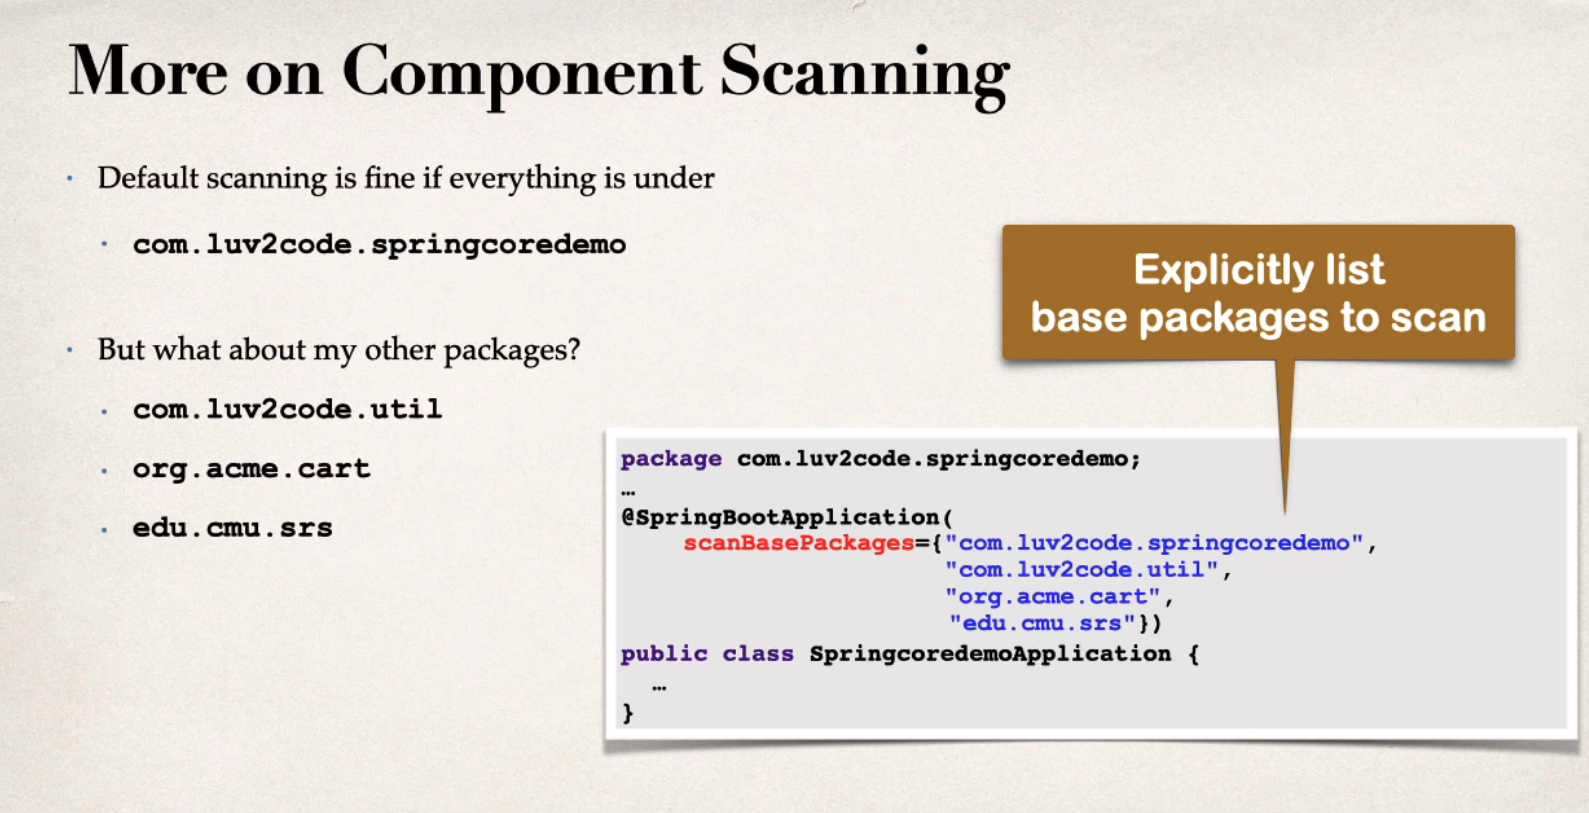 More on Component Scanning
• Default scanning is fine if everything is under
• com.luv2code.springcoredemo
• But what about my other packages?
• com.luv2code.util
• org.acme.cart
• edu.cmu.srs
Explicitly list
base packages to scan
package com.luv2code.springcoredemo;
…
@SpringBootApplication(
scanBasePackages={"com.luv2code.springcoredemo",
"com.luv2code.util",
"org.acme.cart",
"edu.cmu.srs"})
public class SpringcoredemoApplication {
…
}